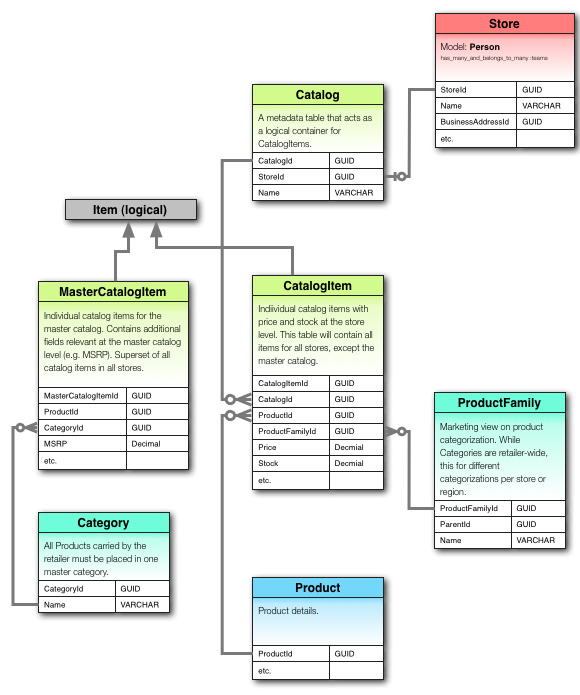 Store
Model: Person
has_many_and_belongs_to_many :teams
StoreId GUID
Name VARCHAR
BusinessAddressId GUID
etc.
Catalog
A metadata table that acts as
a logical container for
CatalogItems.
CatalogId GUID
StoreId GUID
Name VARCHAR
Item (logical)
MasterCatalogItem
Individual catalog items for the
master catalog. Contains additional
fields relevant at the master catalog
level (e.g. MSRP). Superset of all
catalog items in all stores.
MasterCatalogItemId GUID
ProductId GUID
CategoryId GUID
MSRP Decimal
etc.
CatalogItem
Indiividual catalog items with
price and stock at the store
level. This table will contain all
items for all stores, except the
master catalog.
CatalogItemId GUID
CatalogId GUID
ProductId GUID
ProductFamilyId GUID
Price Decmial
Stock Decmial
etc.
ProductFamily
Marketing view on product
categorization. While
Categories are retailer-wide,
this for different
categorizations per store or
region.
ProductFamilyId GUID
ParentId GUID
Name VARCHAR
Category
All Products carried by the
retailer must be placed in one
master category.
CategoryId GUID
Name VARCHAR
Product
Product details.
ProductId GUID
etc.